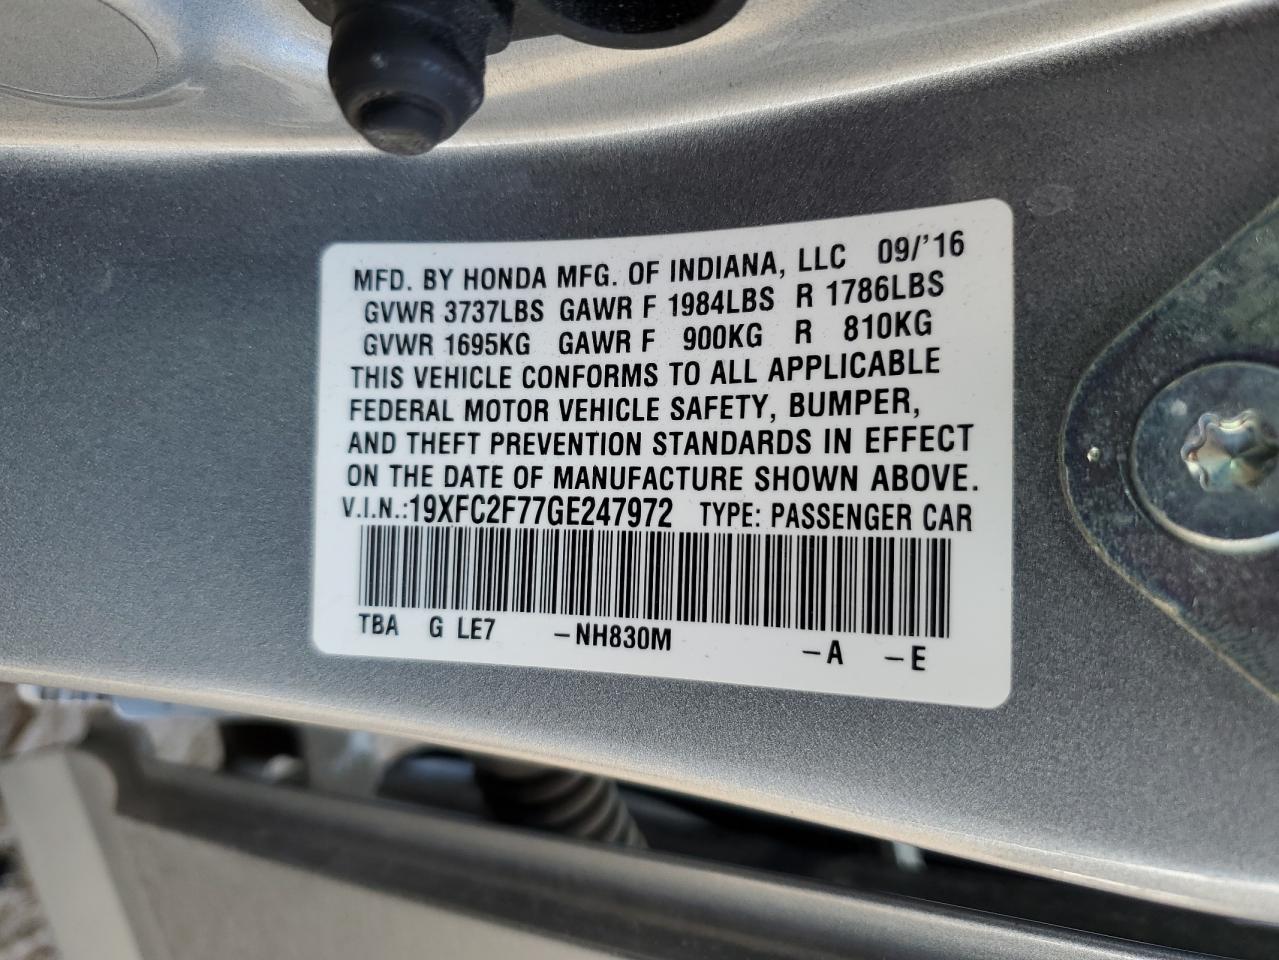 MFD. BY HONDA MFG. OF INDIANA, LLC 09/'16
GVWR 3737LBS GAWR F 1984LBS R 1786LBS
GVWR 1695KG GAWR F 900KG R 810KG
THIS VEHICLE CONFORMS TO ALL APPLICABLE
FEDERAL MOTOR VEHICLE SAFETY, BUMPER,
AND THEFT PREVENTION STANDARDS IN EFFECT
ON THE DATE OF MANUFACTURE SHOWN ABOVE.
V.I.N.:19XFC2F77GE247972 TYPE: PASSENGER CAR
TBA G LE7 -NH830M -A -E